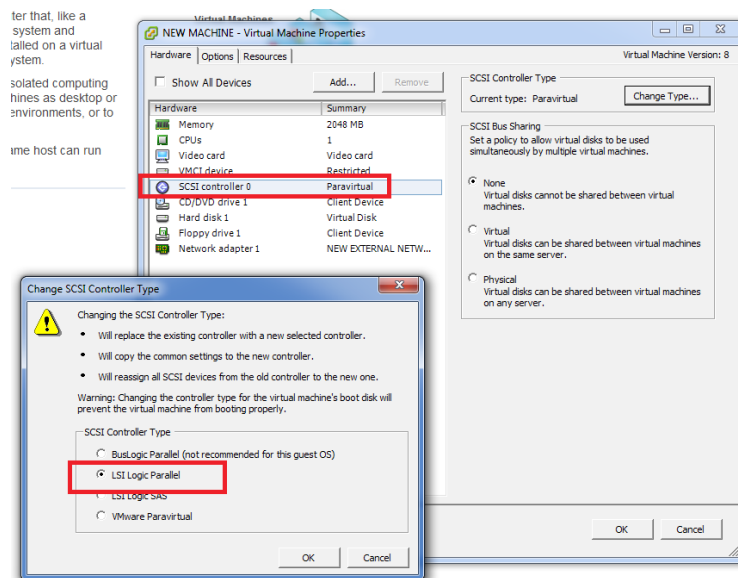 ter that, like a
system and
talled on a virtual
ystem.
solated computing
hines as desktop or
environments, or to
ame host can run
Virtual Machines
NEW MACHINE - Virtual Machine Properties
Hardware Options Resources
Virtual Machine Version: 8
Show All Devices
Add...
Remove
Hardware Summary
Memory 2048 MB
CPUs 1
Video card Video card
VMCI device Restricted
SCSI controller 0 Paravirtual
CD/DVD drive 1 Client Device
Hard disk 1 Virtual Disk
Floppy drive 1 Client Device
Network adapter 1 NEW EXTERNAL NETW...
SCSI Controller Type
Current type: Paravirtual
Change Type...
SCSI Bus Sharing
Set a policy to allow virtual disks to be used
simultaneously by multiple virtual machines.
None
Virtual disks cannot be shared between virtual
machines.
Virtual
Virtual disks can be shared between virtual machines
on the same server.
Physical
Virtual disks can be shared between virtual machines
on any server.
OK
Cancel
Change SCSI Controller Type
Changing the SCSI Controller Type:
• Will replace the existing controller with a new selected controller.
• Will copy the common settings to the new controller.
• Will reassign all SCSI devices from the old controller to the new one.
Warning: Changing the controller type for the virtual machine's boot disk will
prevent the virtual machine from booting properly.
SCSI Controller Type
BusLogic Parallel (not recommended for this guest OS)
LSI Logic Parallel
LSI Logic SAS
VMware Paravirtual
OK
Cancel